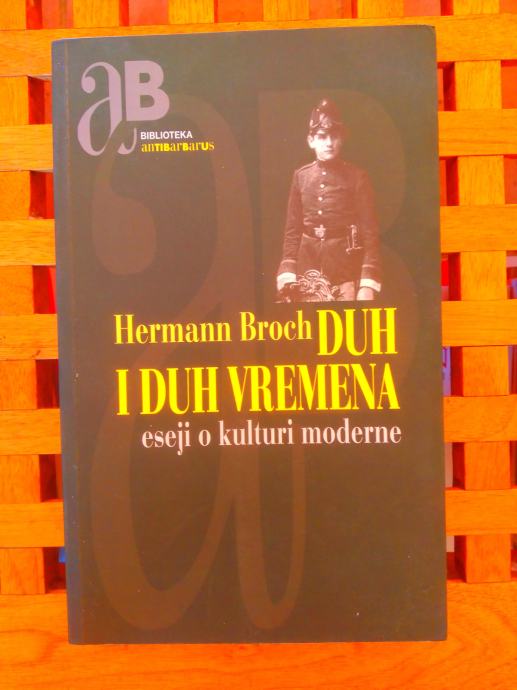 aB
BIBLIOTEKA
anTIBarBarUs
Hermann Broch DUH
I DUH VREMENA
eseji o kulturi moderne